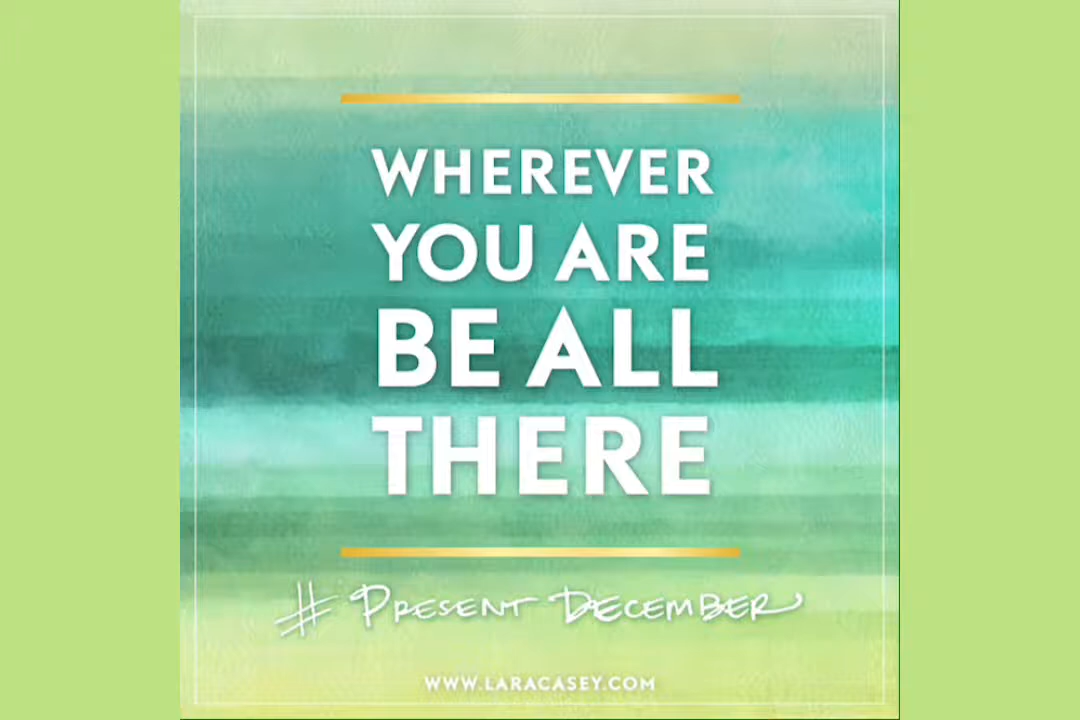 WHEREVER
YOU ARE
BE ALL
THERE
# PRESENT DECEMBER
WWW.LARACASEY.COM